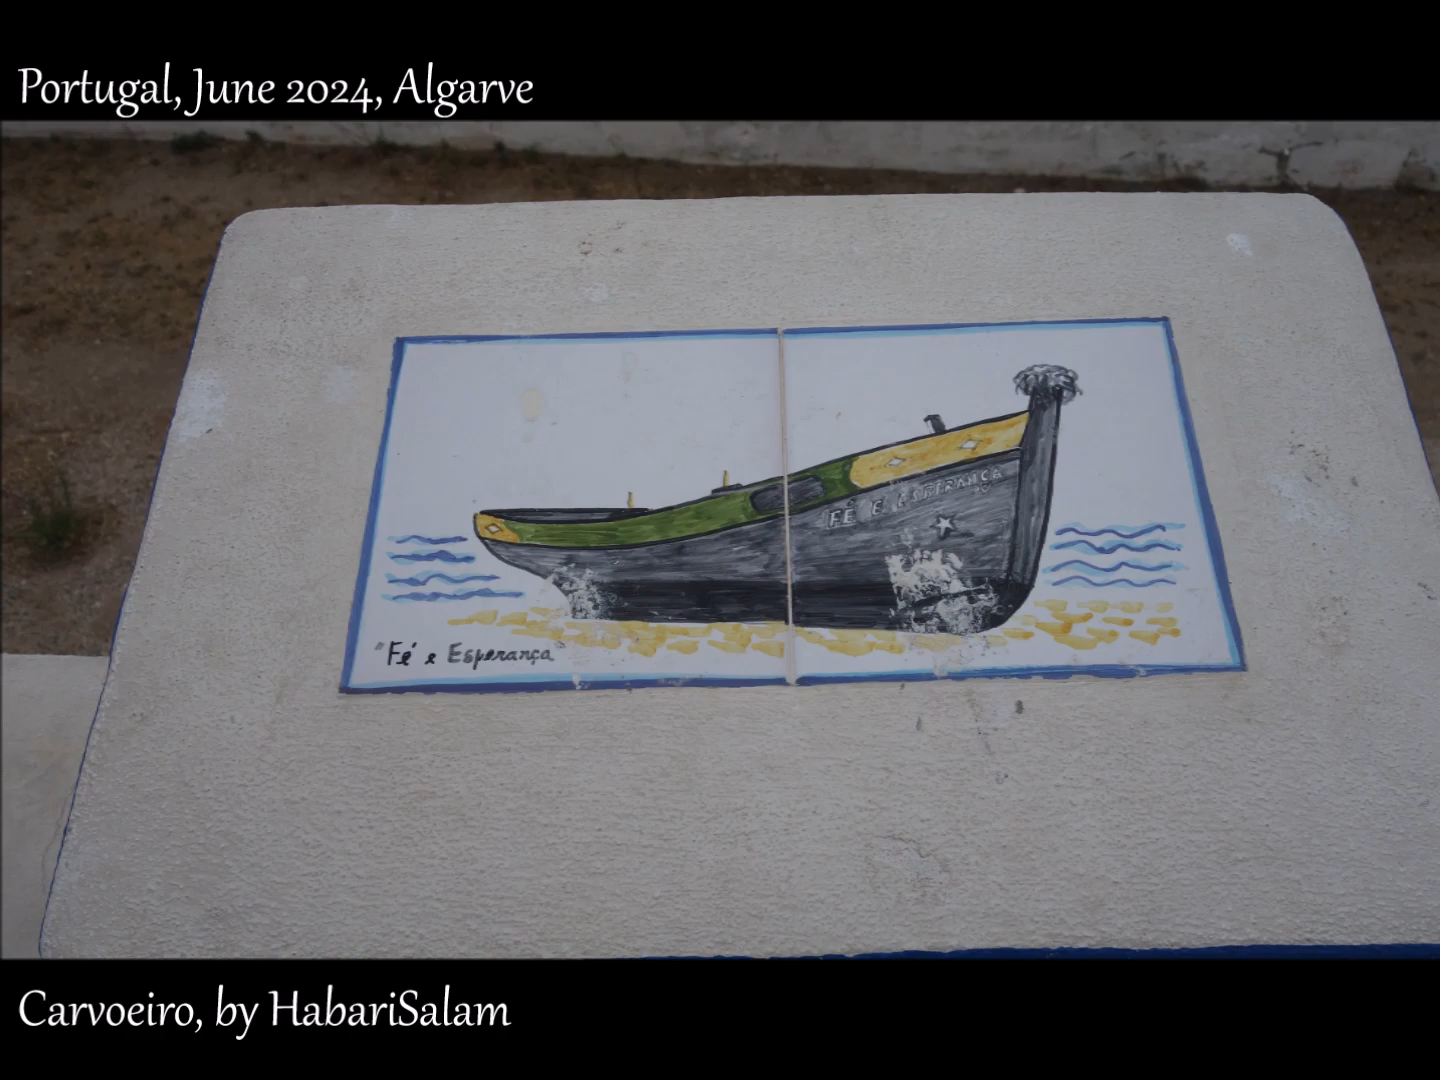 Portugal, June 2024, Algarve
FÉ E ESPERANÇA
"Fé e Esperança"
Carvoeiro, by HabariSalam